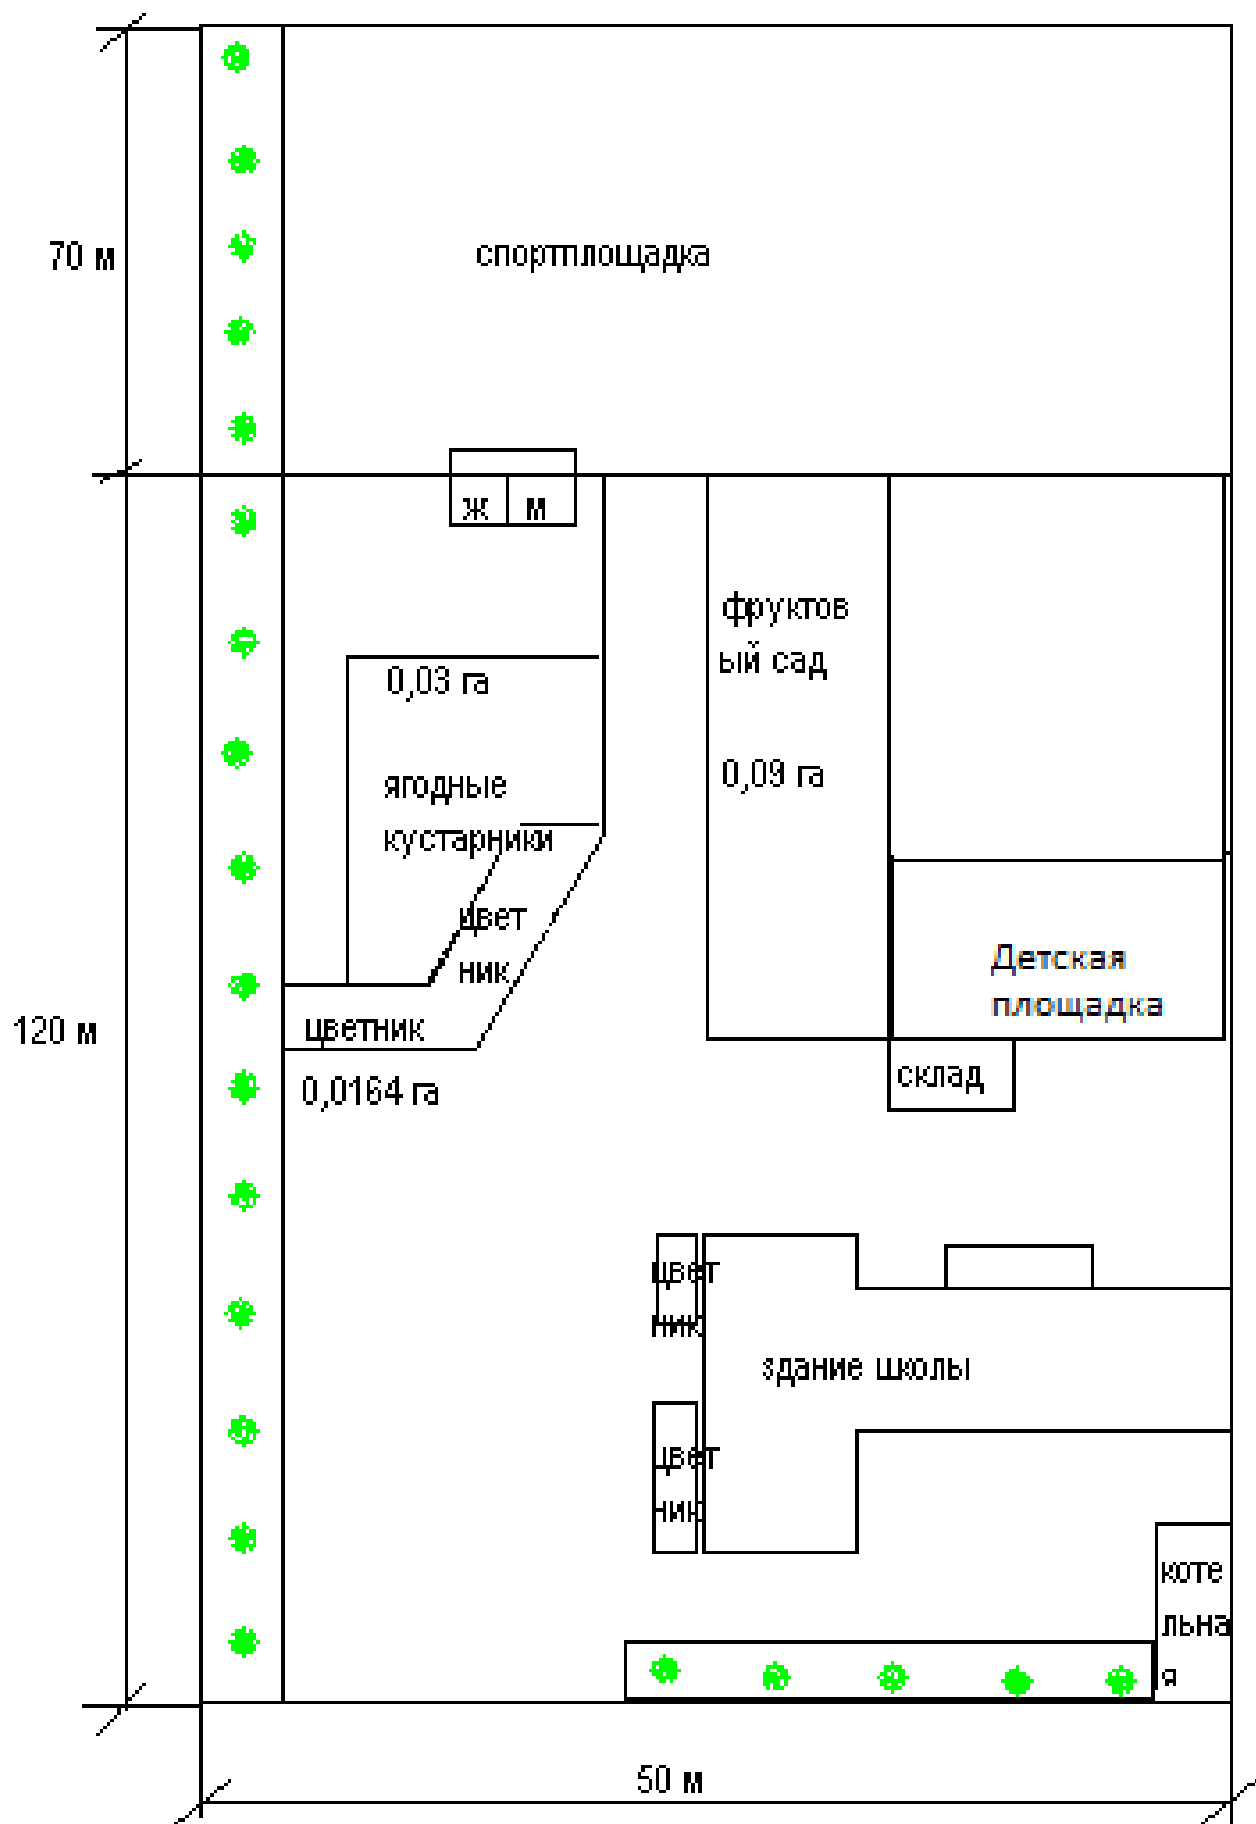 70 м
спортплощадка
ж
м
фруктов
ый сад
0,09 га
0,03 га
ягодные
кустарники
цвет
ник
цветник
0,0164 га
Детская
площадка
склад
120 м
цвет
ник
здание школы
цвет
ник
коте
льна
я
50 м